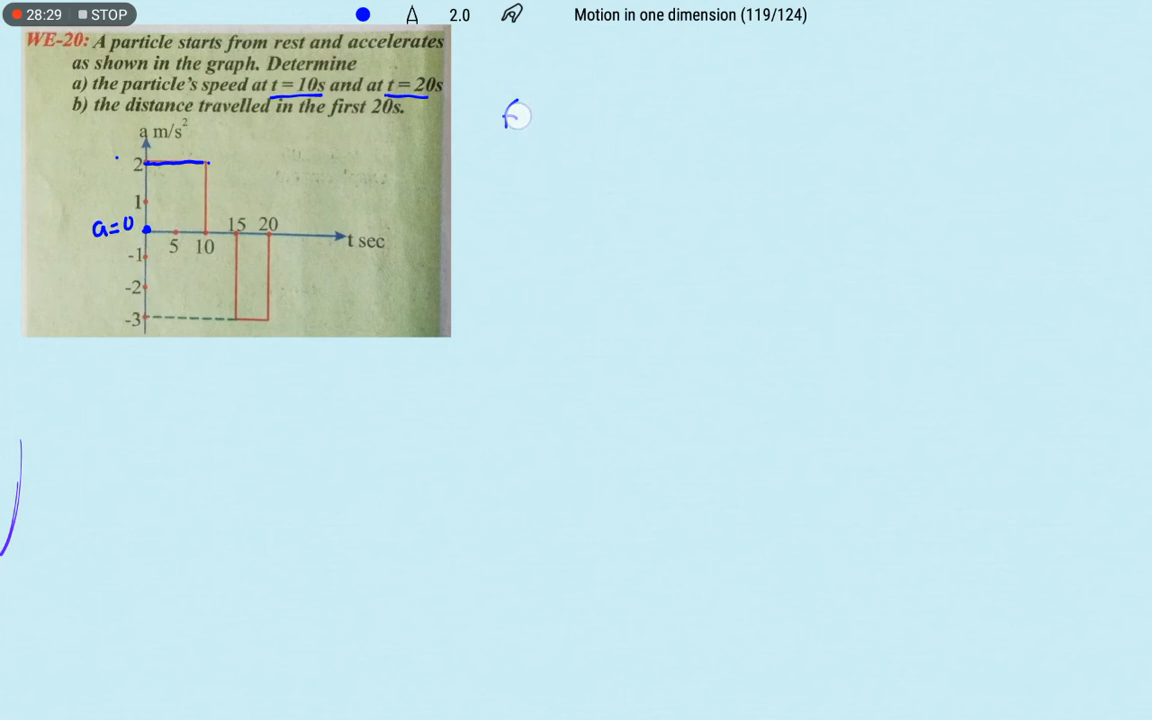 28:29 STOP 2.0 Motion in one dimension (119/124)
WE-20: A particle starts from rest and accelerates
as shown in the graph. Determine
a) the particle's speed at t = 10s and at t = 20s
b) the distance travelled in the first 20s.
a m/s²
2
1
a=0
15 20
t sec
5 10
-1
-2
-3